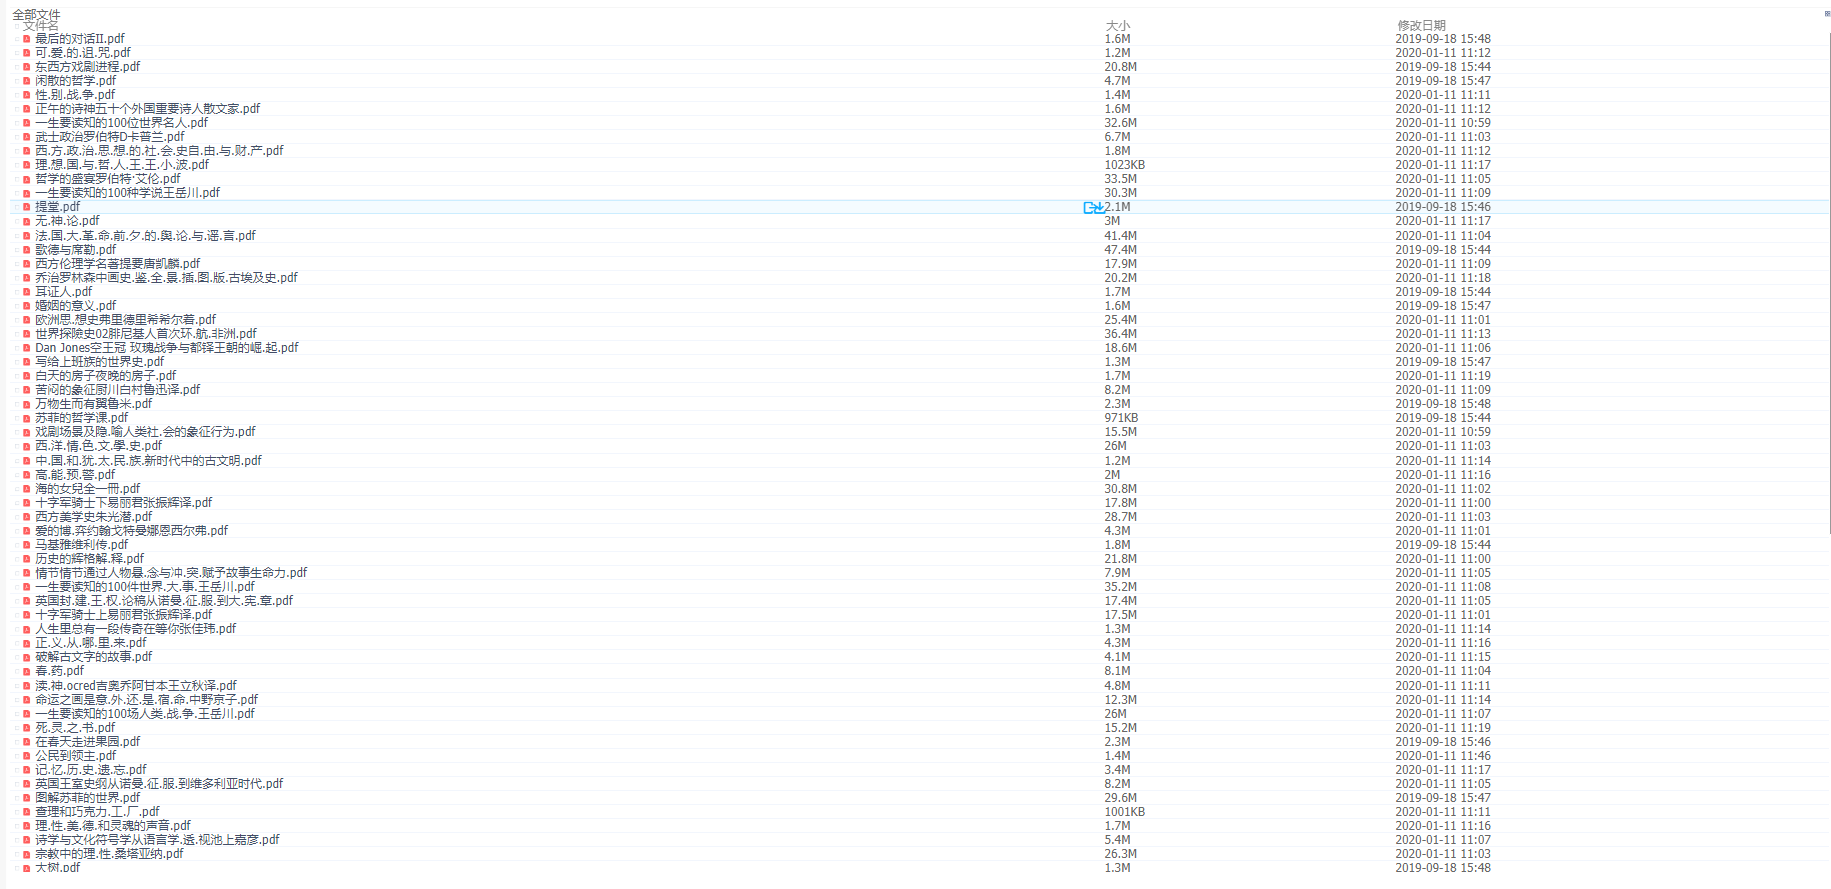 全部文件
文件名 大小 修改日期
最后的对话II.pdf 1.6M 2019-09-18 15:48
可.爱.的.诅.咒.pdf 1.2M 2020-01-11 11:12
东西方戏剧进程.pdf 20.8M 2019-09-18 15:44
闲散的哲学.pdf 4.7M 2019-09-18 15:47
性.别.战.争.pdf 1.4M 2020-01-11 11:11
正午的诗神五十个外国重要诗人散文家.pdf 1.6M 2020-01-11 11:12
一生要读知的100位世界名人.pdf 32.6M 2020-01-11 10:59
武士政治罗伯特D卡普兰.pdf 6.7M 2020-01-11 11:03
西.方.政.治.思.想.的.社.会.史自.由.与.财.产.pdf 1.8M 2020-01-11 11:12
理.想.国.与.哲.人.王.王.小.波.pdf 1023KB 2020-01-11 11:17
哲学的盛宴罗伯特·艾伦.pdf 33.5M 2020-01-11 11:05
一生要读知的100种学说王岳川.pdf 30.3M 2020-01-11 11:09
提堂.pdf 2.1M 2019-09-18 15:46
无.神.论.pdf 3M 2020-01-11 11:17
法.国.大.革.命.前.夕.的.舆.论.与.谣.言.pdf 41.4M 2020-01-11 11:04
歌德与席勒.pdf 47.4M 2019-09-18 15:44
西方伦理学名著提要唐凯麟.pdf 17.9M 2020-01-11 11:09
乔治罗林森中画史.鉴.全.景.插.图.版.古埃及史.pdf 20.2M 2020-01-11 11:18
耳证人.pdf 1.7M 2019-09-18 15:44
婚姻的意义.pdf 1.6M 2019-09-18 15:47
欧洲思.想史弗里德里希希尔着.pdf 25.4M 2020-01-11 11:01
世界探險史02腓尼基人首次环.航.非洲.pdf 36.4M 2020-01-11 11:13
Dan Jones空王冠 玫瑰战争与都铎王朝的崛.起.pdf 18.6M 2020-01-11 11:06
写给上班族的世界史.pdf 1.3M 2019-09-18 15:47
白天的房子夜晚的房子.pdf 1.7M 2020-01-11 11:19
苦闷的象征厨川白村鲁迅译.pdf 8.2M 2020-01-11 11:09
万物生而有翼鲁米.pdf 2.3M 2019-09-18 15:48
苏菲的哲学课.pdf 971KB 2019-09-18 15:44
戏剧场景及隐.喻人类社.会的象征行为.pdf 15.5M 2020-01-11 10:59
西.洋.情.色.文.學.史.pdf 26M 2020-01-11 11:03
中.国.和.犹.太.民.族.新时代中的古文明.pdf 1.2M 2020-01-11 11:14
高.能.预.警.pdf 2M 2020-01-11 11:16
海的女兒全一冊.pdf 30.8M 2020-01-11 11:02
十字军骑士下易丽君张振辉译.pdf 17.8M 2020-01-11 11:00
西方美学史朱光潜.pdf 28.7M 2020-01-11 11:03
爱的博.弈约翰戈特曼娜恩西尔弗.pdf 4.3M 2020-01-11 11:01
马基雅维利传.pdf 1.8M 2019-09-18 15:44
历史的辉格解.释.pdf 21.8M 2020-01-11 11:00
情节情节通过人物悬.念与冲.突.赋予故事生命力.pdf 7.9M 2020-01-11 11:05
一生要读知的100件世界.大.事.王岳川.pdf 35.2M 2020-01-11 11:08
英国封.建.王.权.论稿从诺曼.征.服.到大.宪.章.pdf 17.4M 2020-01-11 11:05
十字军骑士上易丽君张振辉译.pdf 17.5M 2020-01-11 11:01
人生里总有一段传奇在等你张佳玮.pdf 1.3M 2020-01-11 11:14
正.义.从.哪.里.来.pdf 4.3M 2020-01-11 11:16
破解古文字的故事.pdf 4.1M 2020-01-11 11:15
春.药.pdf 8.1M 2020-01-11 11:04
渎.神.ocred吉奥乔阿甘本王立秋译.pdf 4.8M 2020-01-11 11:11
命运之画是意.外.还.是.宿.命.中野京子.pdf 12.3M 2020-01-11 11:14
一生要读知的100场人类.战.争.王岳川.pdf 26M 2020-01-11 11:07
死.灵.之.书.pdf 15.2M 2020-01-11 11:19
在春天走进果园.pdf 2.3M 2019-09-18 15:46
公民到领主.pdf 1.4M 2020-01-11 11:46
记.忆.历.史.遗.忘.pdf 3.4M 2020-01-11 11:17
英国王室史纲从诺曼.征.服.到维多利亚时代.pdf 8.2M 2020-01-11 11:05
图解苏菲的世界.pdf 29.6M 2019-09-18 15:47
查理和巧克力.工.厂.pdf 1001KB 2020-01-11 11:11
理.性.美.德.和灵魂的声音.pdf 1.7M 2020-01-11 11:16
诗学与文化符号学从语言学.透.视池上嘉彦.pdf 5.4M 2020-01-11 11:07
宗教中的理.性.桑塔亚纳.pdf 26.3M 2020-01-11 11:03
大树.pdf 1.3M 2019-09-18 15:48